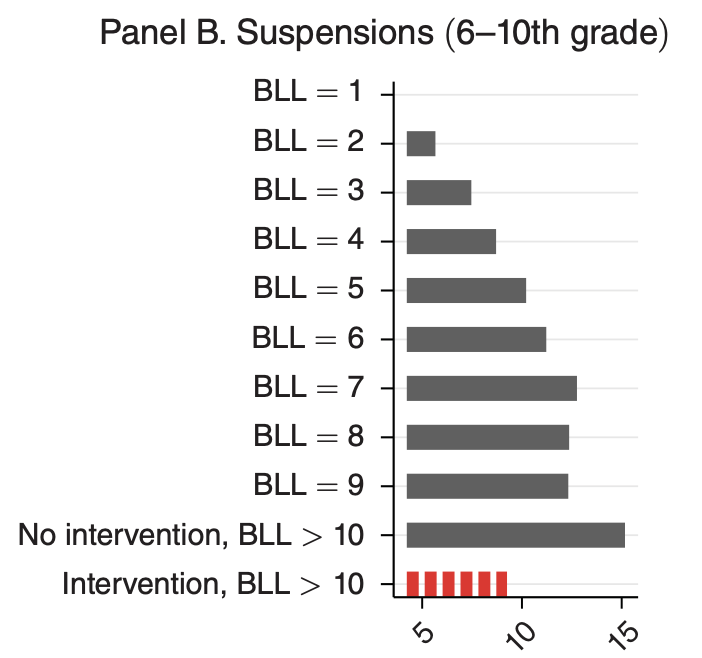 Panel B. Suspensions (6–10th grade)
BLL = 1
BLL = 2
BLL = 3
BLL = 4
BLL = 5
BLL = 6
BLL = 7
BLL = 8
BLL = 9
No intervention, BLL > 10
Intervention, BLL > 10
5 10 15